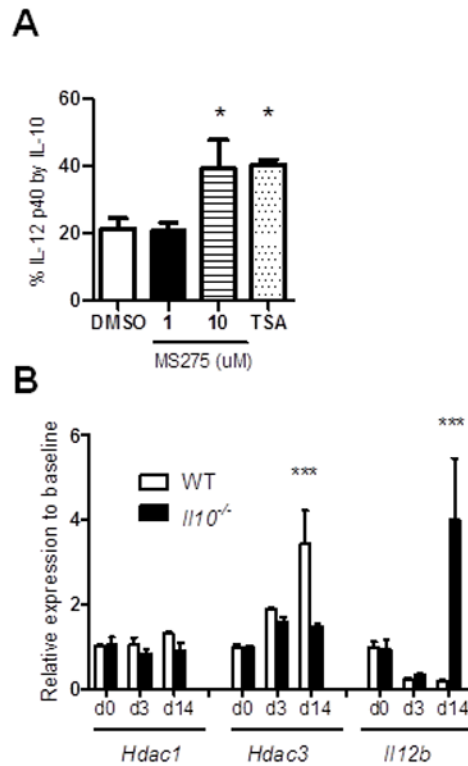 A
% IL-12 p40 by IL-10
60
40
20
0
* *
DMSO 1 10 TSA
MS275 (uM)
B
Relative expression to baseline
6
4
2
0
WT
Il10-/-
*** ***
d0 d3 d14 d0 d3 d14 d0 d3 d14
Hdac1 Hdac3 Il12b